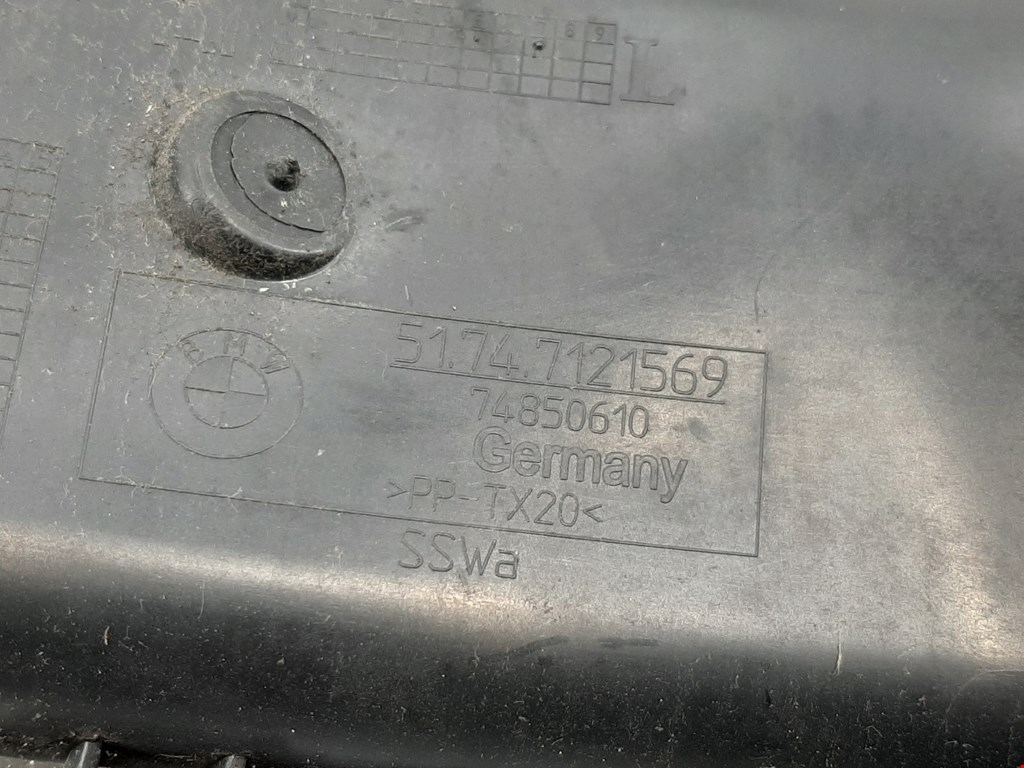 L
BMW
51.74.7121569
74850610
Germany
>PP-TX20<
SSWa